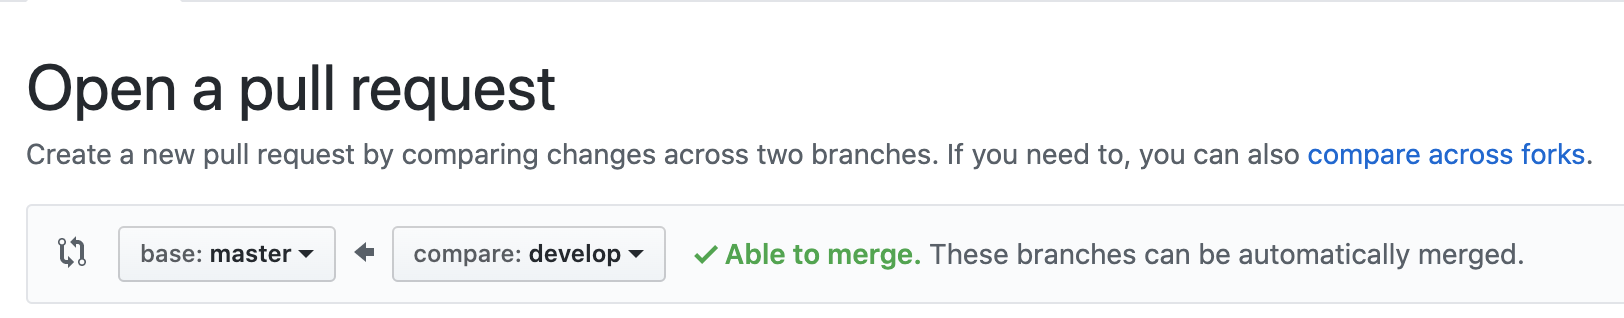 Open a pull request
Create a new pull request by comparing changes across two branches. If you need to, you can also compare across forks.
base: master compare: develop Able to merge. These branches can be automatically merged.